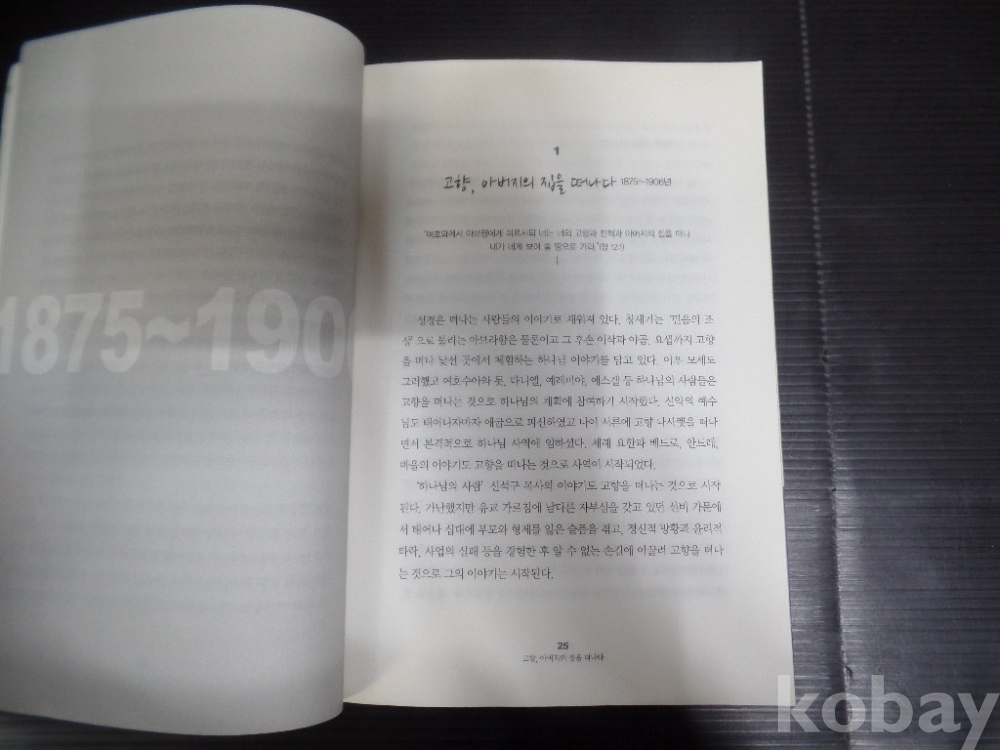 1875~190
1
고향, 아버지의 집을 떠나다 1875~1906년
"여호와께서 아브람에게 이르시되 너는 너의 고향과 친척과 아버지의 집을 떠나
내가 네게 보여 줄 땅으로 가라."(창 12:1)
성경은 떠나는 사람들의 이야기로 채워져 있다. 창세기는 '믿음의 조
상'으로 불리는 아브라함은 물론이고 그 후손 이삭과 야곱, 요셉까지 고향
을 떠나 낯선 곳에서 체험하는 하나님 이야기를 담고 있다. 이후 모세도
그러했고 여호수아와 룻, 다니엘, 예레미야, 에스겔 등 하나님의 사람들은
고향을 떠나는 것으로 하나님의 계획에 참여하기 시작했다. 신약의 예수
님도 태어나자마자 애굽으로 피신하였고 나이 서른에 고향 나사렛을 떠나
면서 본격적으로 하나님 사역에 임하셨다. 세례 요한과 베드로, 안드레,
바울의 이야기도 고향을 떠나는 것으로 사역이 시작되었다.
'하나님의 사람' 신석구 목사의 이야기도 고향을 떠나는 것으로 시작
된다. 가난했지만 유교 가르침에 남다른 자부심을 갖고 있던 선비 가문에
서 태어나 십대에 부모와 형제를 잃은 슬픔을 겪고, 정신적 방황과 윤리적
타락, 사업의 실패 등을 경험한 후 알 수 없는 손길에 이끌려 고향을 떠나
는 것으로 그의 이야기는 시작된다.
25
고향, 아버지의 집을 떠나다
kobay